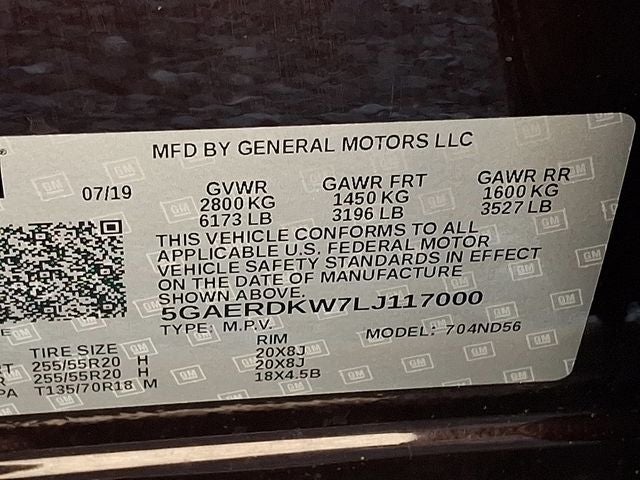 MFD BY GENERAL MOTORS LLC
07/19 GVWR GAWR FRT GAWR RR
2800 KG 1450 KG 1600 KG
6173 LB 3196 LB 3527 LB
THIS VEHICLE CONFORMS TO ALL
APPLICABLE U.S. FEDERAL MOTOR
VEHICLE SAFETY STANDARDS IN EFFECT
ON THE DATE OF MANUFACTURE
SHOWN ABOVE.
5GAERDKW7LJ117000
TYPE: M.P.V. MODEL: 704ND56
TIRE SIZE RIM
255/55R20 H 20X8J
255/55R20 H 20X8J
T135/70R18 M 18X4.5B